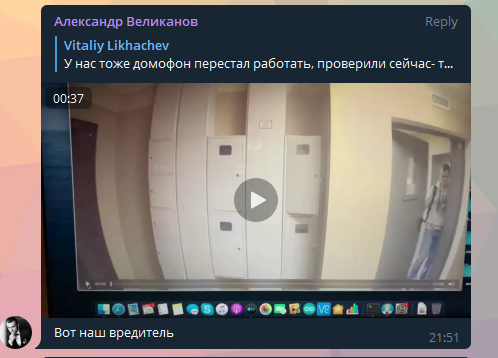 Александр Великанов
Reply
Vitaliy Likhachev
У нас тоже домофон перестал работать, проверили сейчас- т...
00:37
Вот наш вредитель
21:51